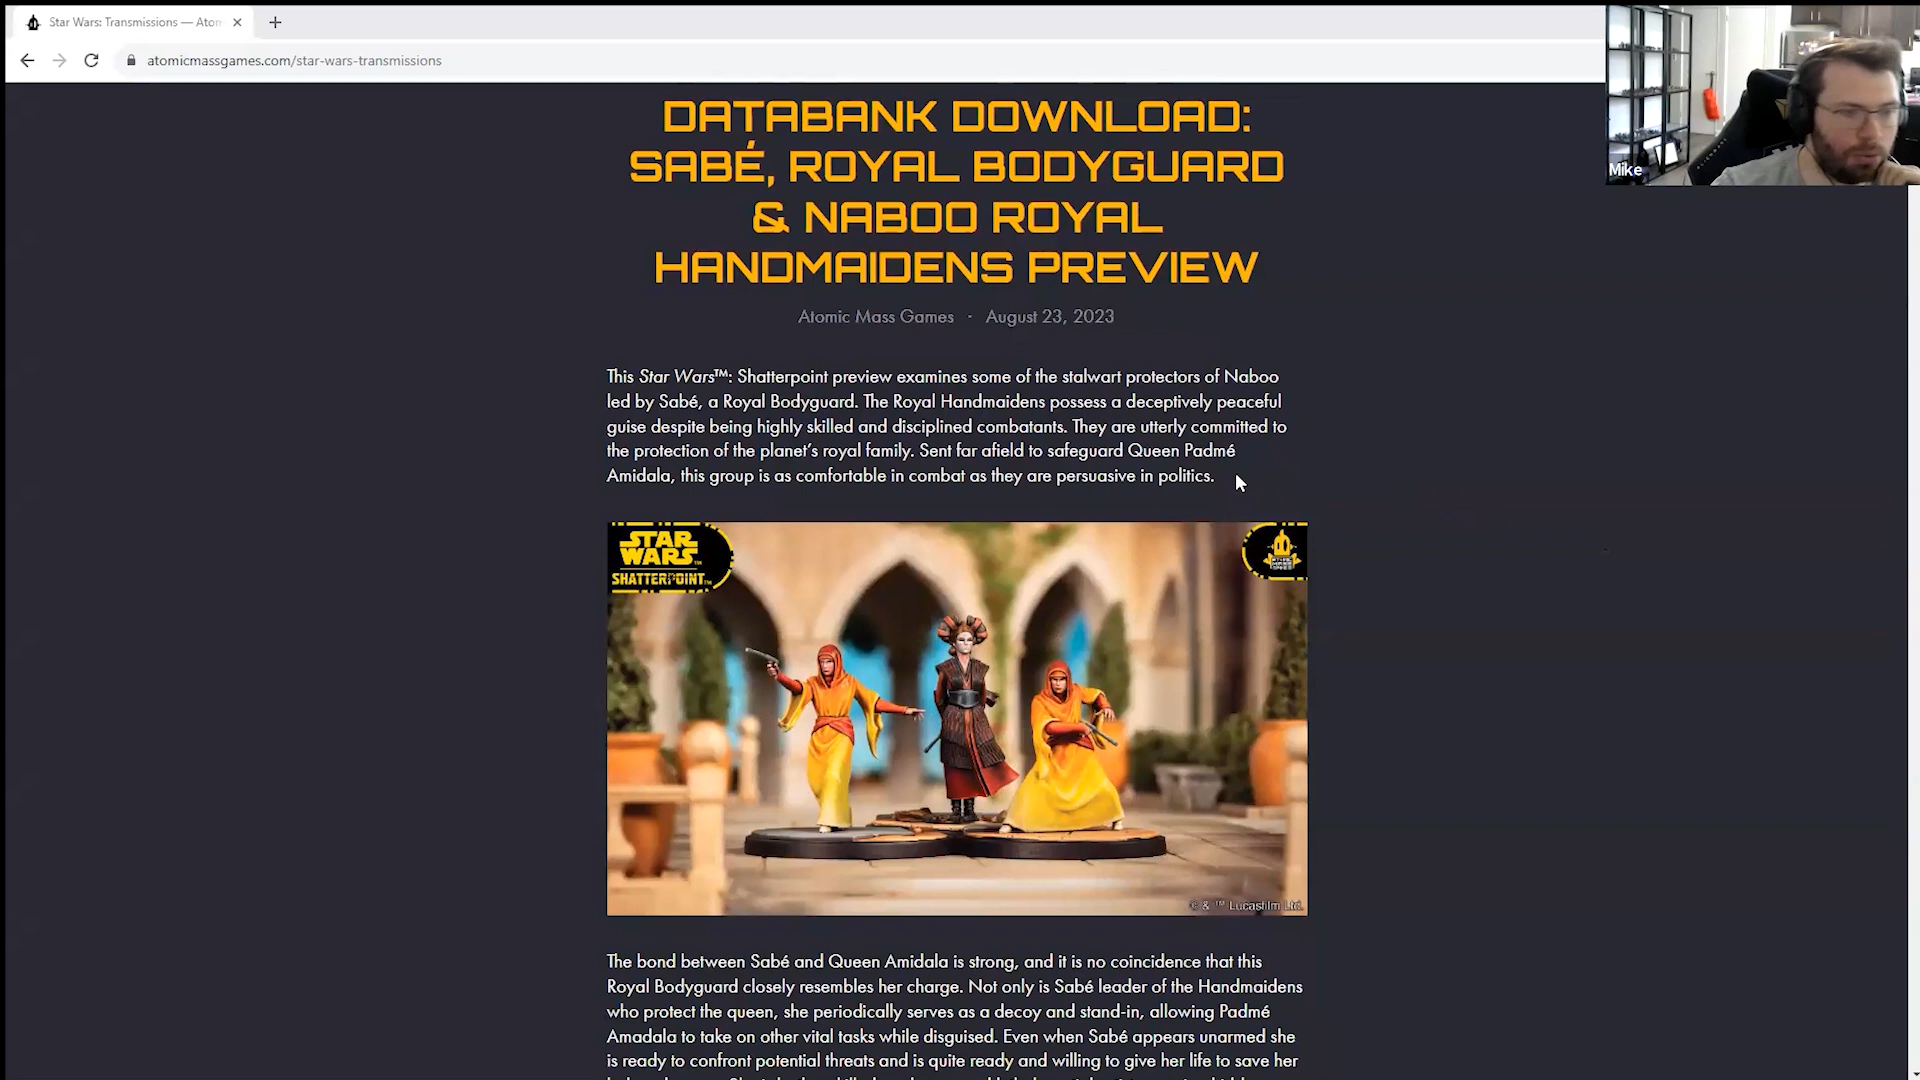 Star Wars: Transmissions — Atom
atomicmassgames.com/star-wars-transmissions
Mike
DATABANK DOWNLOAD:
SABÉ, ROYAL BODYGUARD
& NABOO ROYAL
HANDMAIDENS PREVIEW
Atomic Mass Games · August 23, 2023
This Star Wars™: Shatterpoint preview examines some of the stalwart protectors of Naboo
led by Sabé, a Royal Bodyguard. The Royal Handmaidens possess a deceptively peaceful
guise despite being highly skilled and disciplined combatants. They are utterly committed to
the protection of the planet's royal family. Sent far afield to safeguard Queen Padmé
Amidala, this group is as comfortable in combat as they are persuasive in politics.
STAR
WARS™
SHATTERPOINT™
© & ™ Lucasfilm Ltd.
The bond between Sabé and Queen Amidala is strong, and it is no coincidence that this
Royal Bodyguard closely resembles her charge. Not only is Sabé leader of the Handmaidens
who protect the queen, she periodically serves as a decoy and stand-in, allowing Padmé
Amadala to take on other vital tasks while disguised. Even when Sabé appears unarmed she
is ready to confront potential threats and is quite ready and willing to give her life to save her